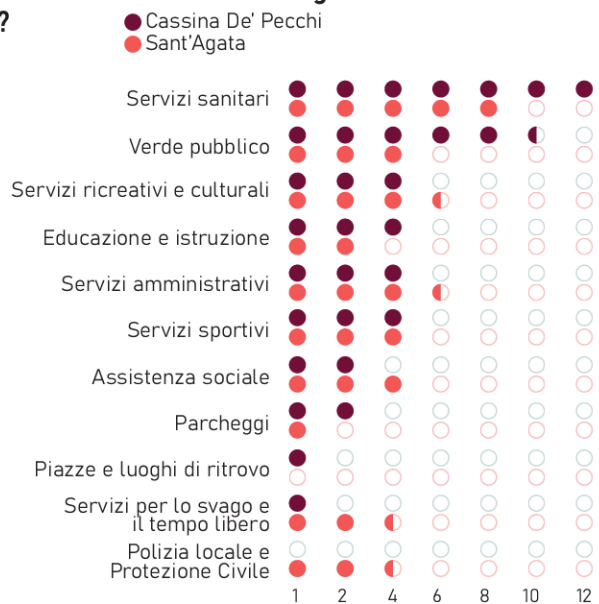 ?
Cassina De' Pecchi
Sant'Agata
Servizi sanitari
Verde pubblico
Servizi ricreativi e culturali
Educazione e istruzione
Servizi amministrativi
Servizi sportivi
Assistenza sociale
Parcheggi
Piazze e luoghi di ritrovo
Servizi per lo svago e
il tempo libero
Polizia locale e
Protezione Civile
1 2 4 6 8 10 12